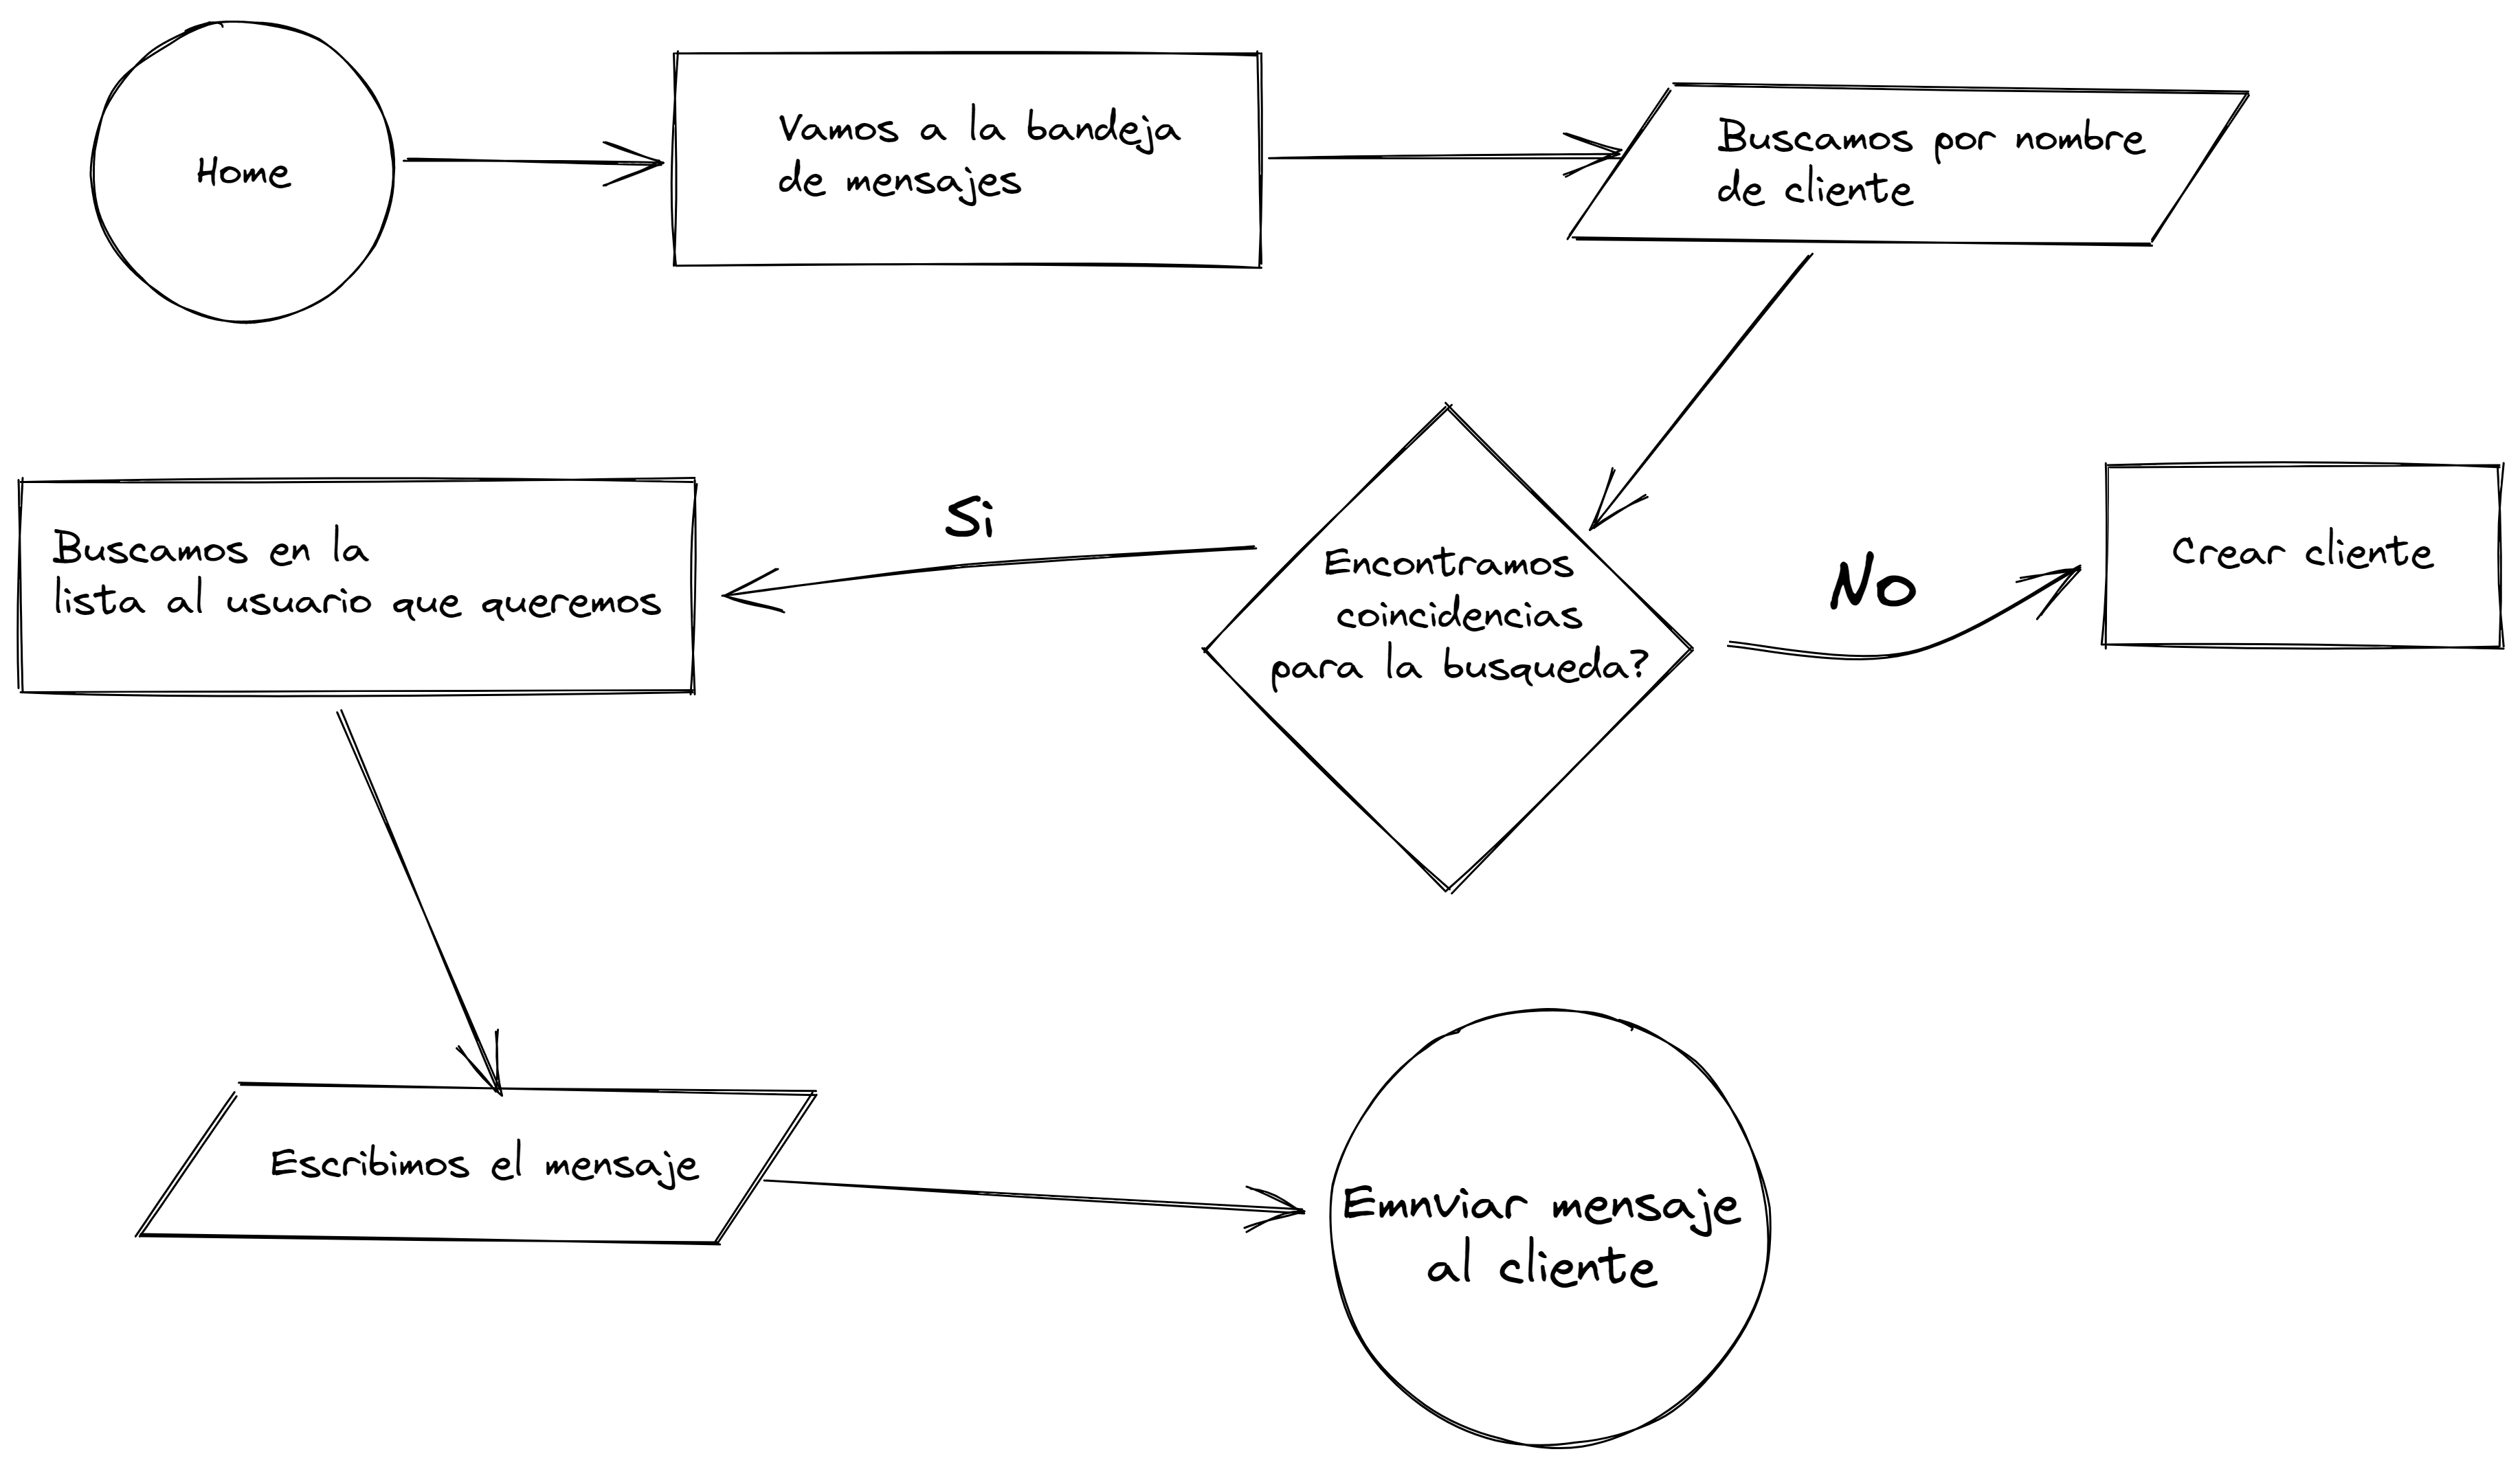 Home
Vamos a la bandeja
de mensajes
Buscamos por nombre
de cliente
Si
Encontramos
coincidencias
para la busqueda?
No
Crear cliente
Buscamos en la
lista al usuario que queremos
Escribimos el mensaje
Emnviar mensaje
al cliente